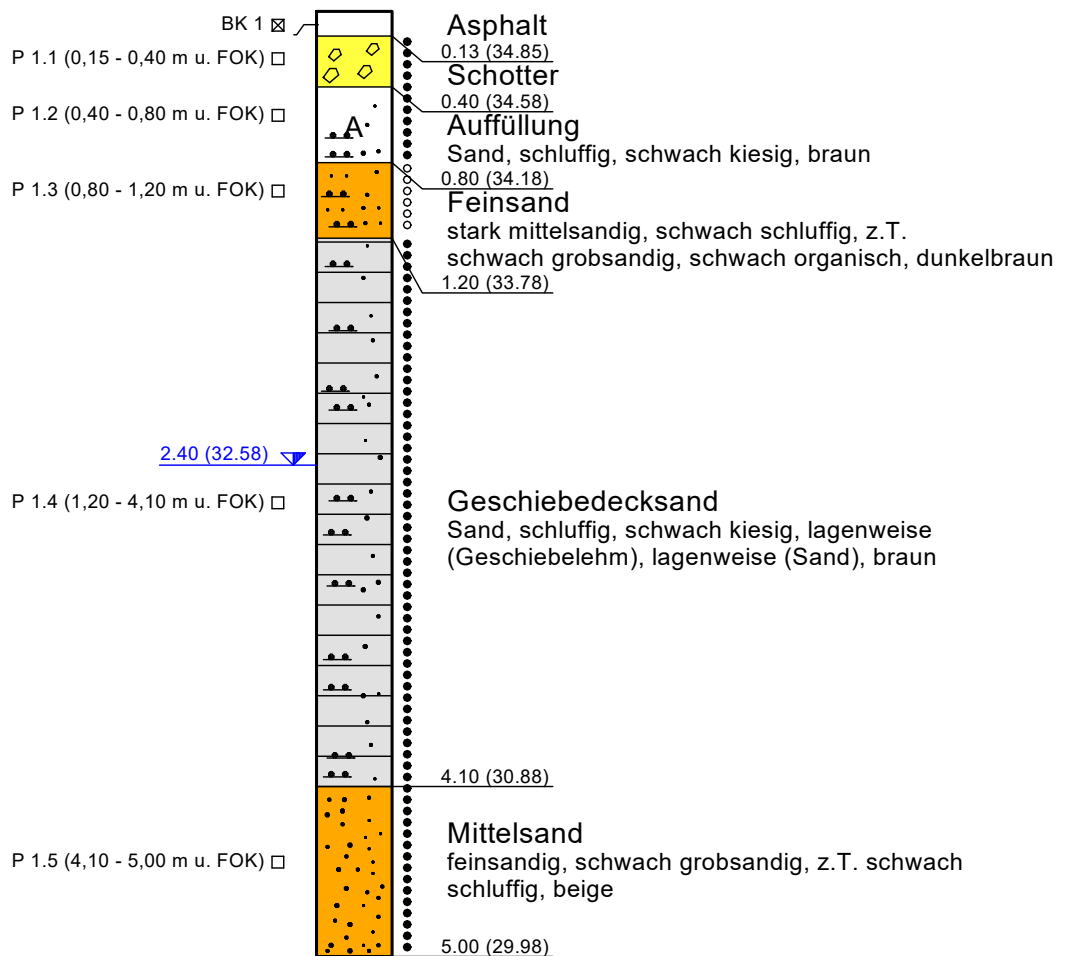 BK 1
Asphalt
0.13 (34.85)
P 1.1 (0,15 - 0,40 m u. FOK)
Schotter
0.40 (34.58)
P 1.2 (0,40 - 0,80 m u. FOK)
A
Auffüllung
Sand, schluffig, schwach kiesig, braun
0.80 (34.18)
P 1.3 (0,80 - 1,20 m u. FOK)
Feinsand
stark mittelsandig, schwach schluffig, z.T.
schwach grobsandig, schwach organisch, dunkelbraun
1.20 (33.78)
2.40 (32.58)
P 1.4 (1,20 - 4,10 m u. FOK)
Geschiebedecksand
Sand, schluffig, schwach kiesig, lagenweise
(Geschiebelehm), lagenweise (Sand), braun
4.10 (30.88)
P 1.5 (4,10 - 5,00 m u. FOK)
Mittelsand
feinsandig, schwach grobsandig, z.T. schwach
schluffig, beige
5.00 (29.98)